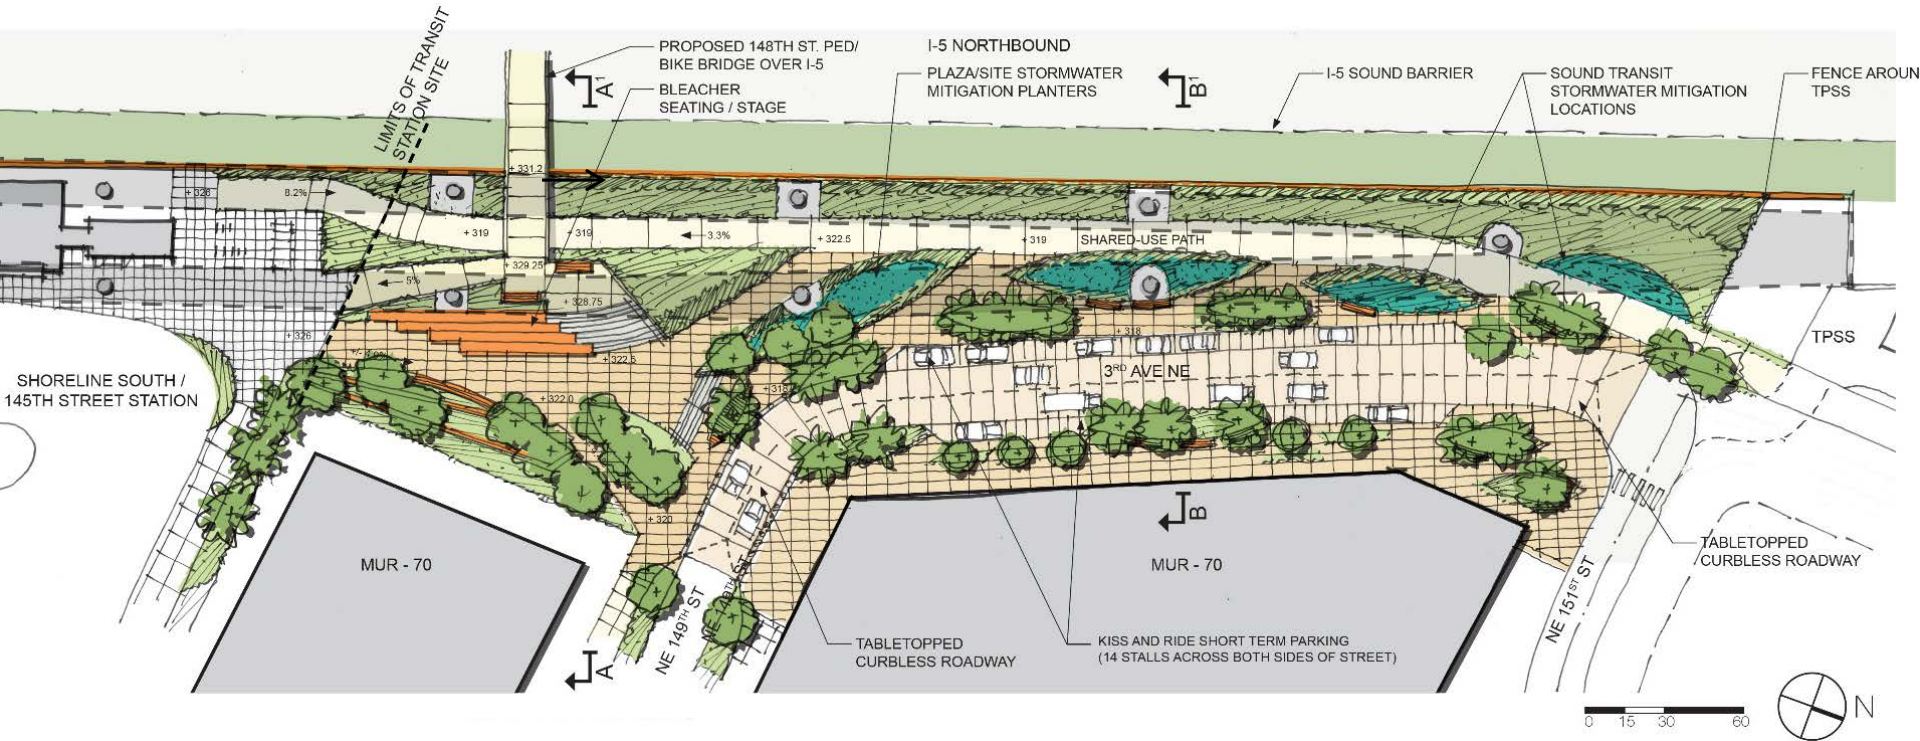 LIMITS OF TRANSIT
STATION SITE
PROPOSED 148TH ST. PED/
BIKE BRIDGE OVER I-5
BLEACHER
SEATING / STAGE
A¹
I-5 NORTHBOUND
PLAZA/SITE STORMWATER
MITIGATION PLANTERS
B¹
I-5 SOUND BARRIER
SOUND TRANSIT
STORMWATER MITIGATION
LOCATIONS
FENCE AROUN
TPSS
+ 326
8.2%
+ 331.2
+ 319
+ 319
3.3%
+ 322.5
+ 319
SHARED-USE PATH
+ 329.25
5%
+ 328.75
+ 326
+ 322.5
+ 318
+ 318
+ 322.0
+ 320
3RD AVE NE
TPSS
SHORELINE SOUTH /
145TH STREET STATION
MUR - 70
B
MUR - 70
TABLETOPPED
CURBLESS ROADWAY
NE 149TH ST
NE 149TH ST
NE 151ST ST
A
TABLETOPPED
CURBLESS ROADWAY
KISS AND RIDE SHORT TERM PARKING
(14 STALLS ACROSS BOTH SIDES OF STREET)
0 15 30 60
N